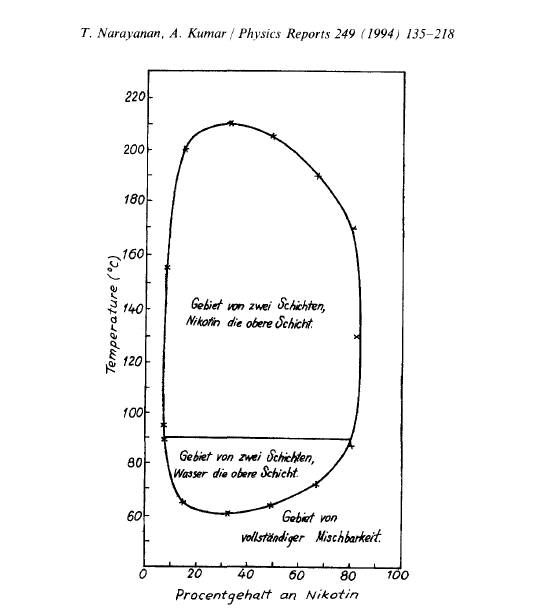 T. Narayanan, A. Kumar / Physics Reports 249 (1994) 135–218
220
200
180
160
140
120
100
80
60
Temperature (°C)
Gebiet von zwei Schichten,
Nikotin die obere Schicht.
Gebiet von zwei Schichten,
Wasser die obere Schicht.
Gebiet von
vollständiger Mischbarkeit.
0 20 40 60 80 100
Procentgehalt an Nikotin